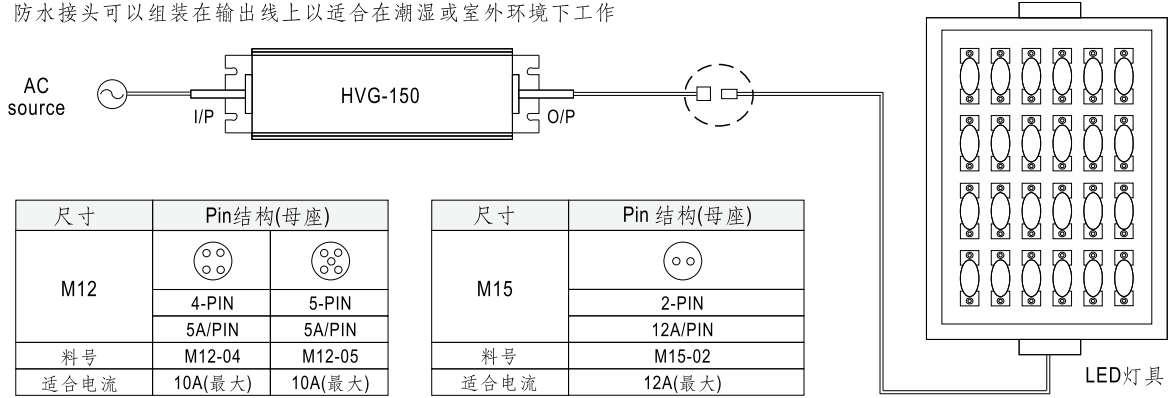 防水接头可以组装在输出线上以适合在潮湿或室外环境下工作
AC
source
I/P
HVG-150
O/P
LED灯具
尺寸 Pin结构(母座)
M12
4-PIN 5-PIN
5A/PIN 5A/PIN
料号 M12-04 M12-05
适合电流 10A(最大) 10A(最大)
尺寸 Pin 结构(母座)
M15
2-PIN
12A/PIN
料号 M15-02
适合电流 12A(最大)